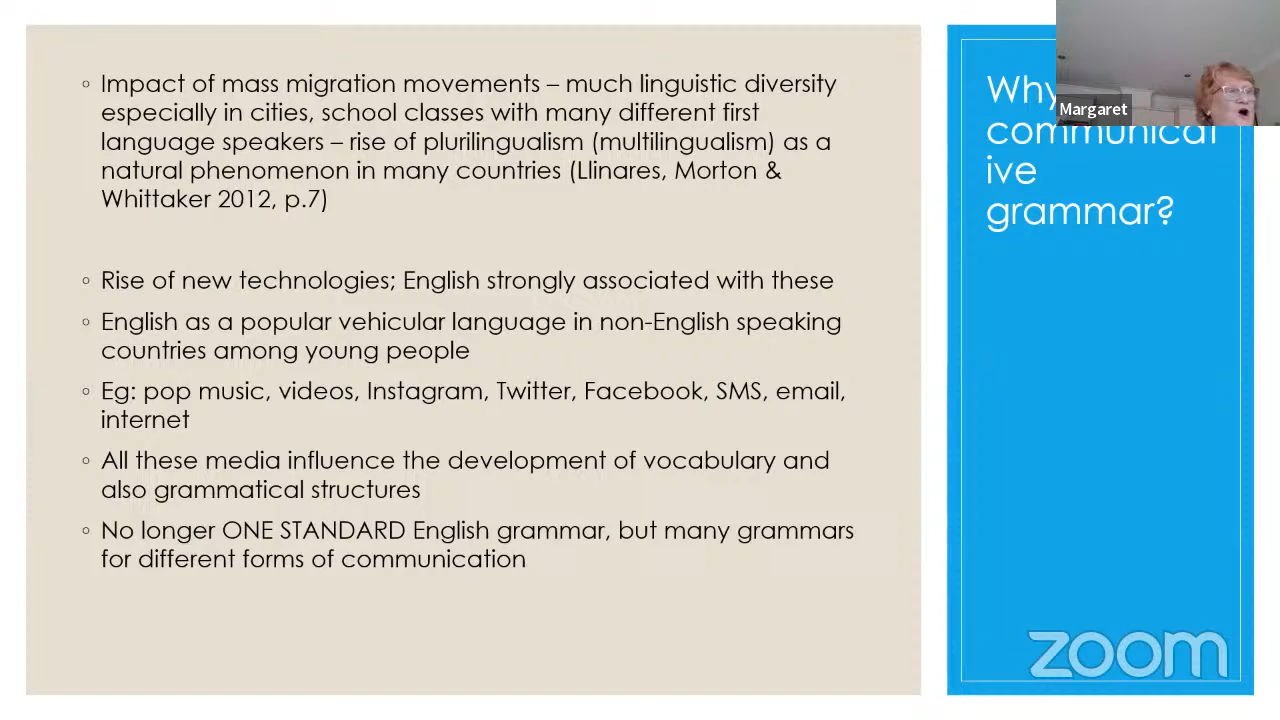 ◦ Impact of mass migration movements – much linguistic diversity
especially in cities, school classes with many different first
language speakers – rise of plurilingualism (multilingualism) as a
natural phenomenon in many countries (Llinares, Morton &
Whittaker 2012, p.7)
◦ Rise of new technologies; English strongly associated with these
◦ English as a popular vehicular language in non-English speaking
countries among young people
◦ Eg: pop music, videos, Instagram, Twitter, Facebook, SMS, email,
internet
◦ All these media influence the development of vocabulary and
also grammatical structures
◦ No longer ONE STANDARD English grammar, but many grammars
for different forms of communication
Why
communicat
ive
grammar?
Margaret
zoom